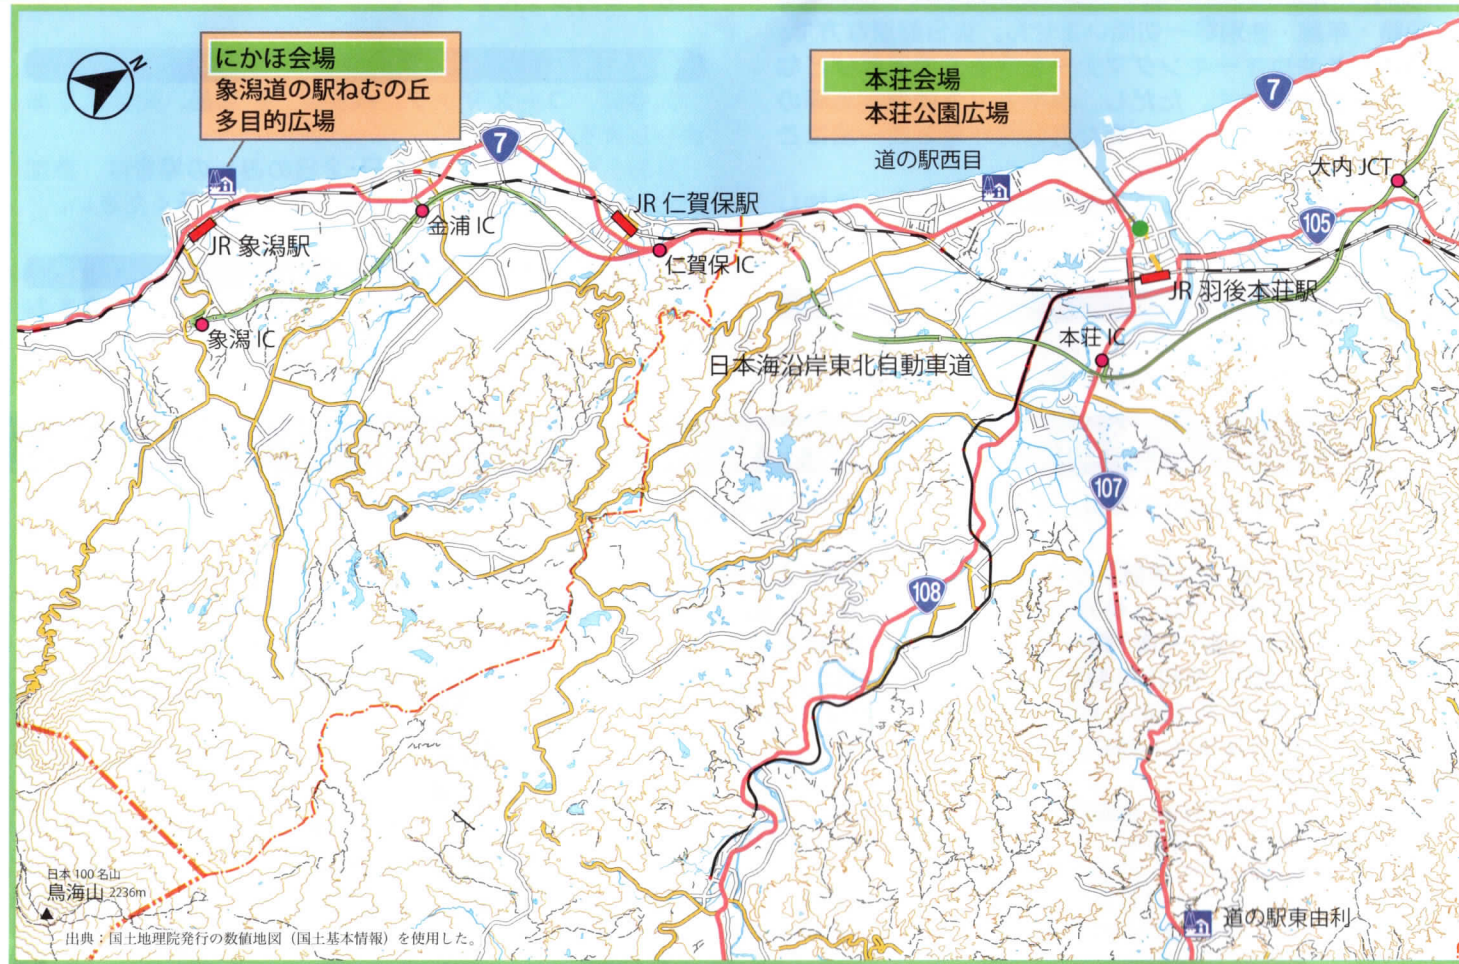 N
にかほ会場
象潟道の駅ねむの丘
多目的広場
本荘会場
本荘公園広場
7
7
道の駅西目
大内 JCT
105
JR 仁賀保駅
金浦 IC
JR 象潟駅
仁賀保 IC
JR 羽後本荘駅
象潟 IC
本荘 IC
日本海沿岸東北自動車道
107
108
日本 100 名山
鳥海山 2236m
道の駅東由利
出典：国土地理院発行の数値地図（国土基本情報）を使用した。